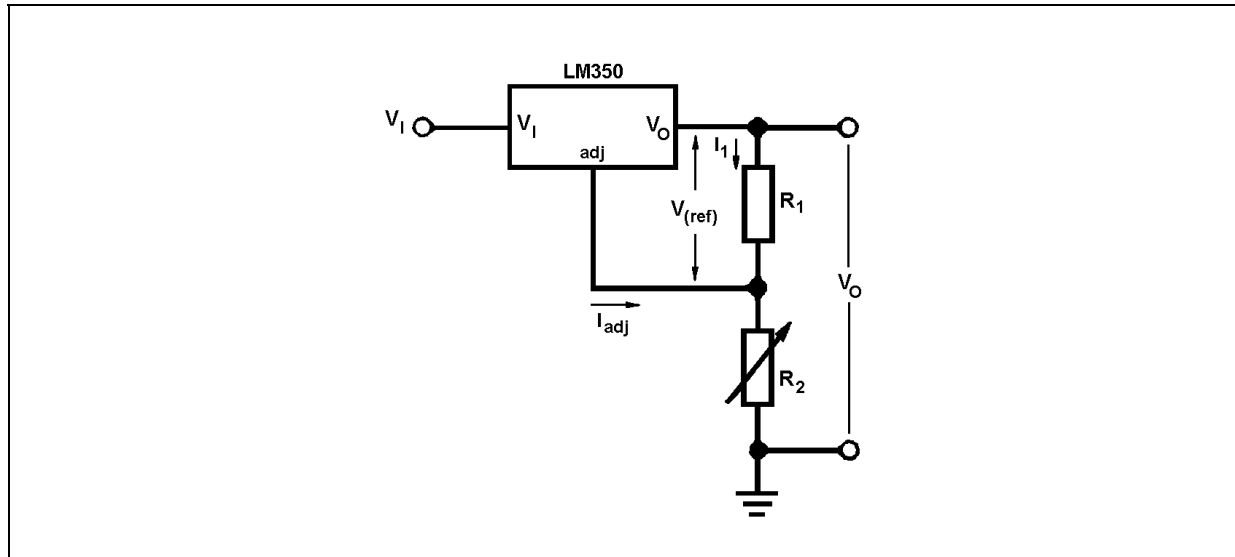 LM350
V_I
V_I
V_O
adj
I_1
R_1
V_(ref)
V_O
I_adj
R_2